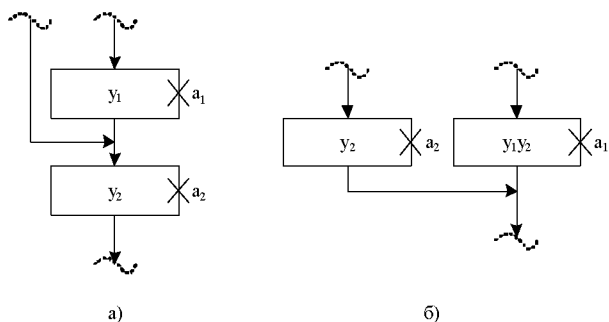 y₁ a₁
y₂ a₂
y₂ a₂ y₁y₂ a₁
а) б)